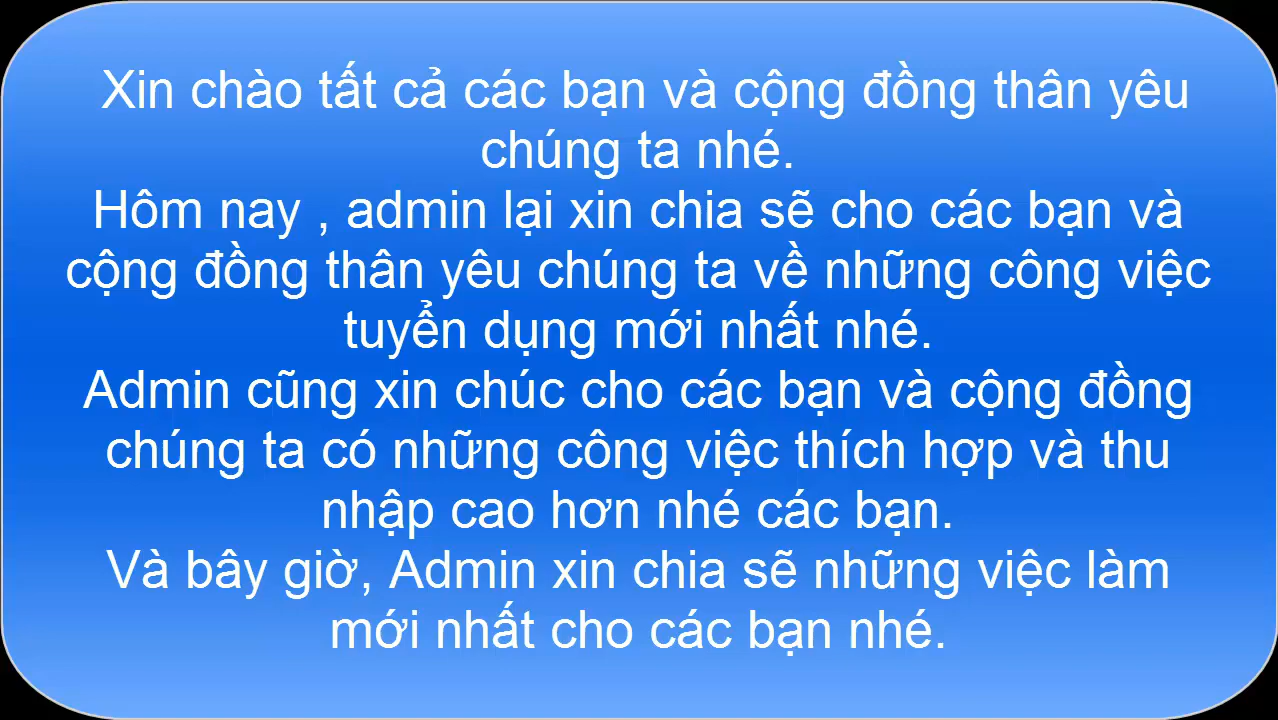 Xin chào tất cả các bạn và cộng đồng thân yêu
chúng ta nhé.
Hôm nay , admin lại xin chia sẽ cho các bạn và
cộng đồng thân yêu chúng ta về những công việc
tuyển dụng mới nhất nhé.
Admin cũng xin chúc cho các bạn và cộng đồng
chúng ta có những công việc thích hợp và thu
nhập cao hơn nhé các bạn.
Và bây giờ, Admin xin chia sẽ những việc làm
mới nhất cho các bạn nhé.